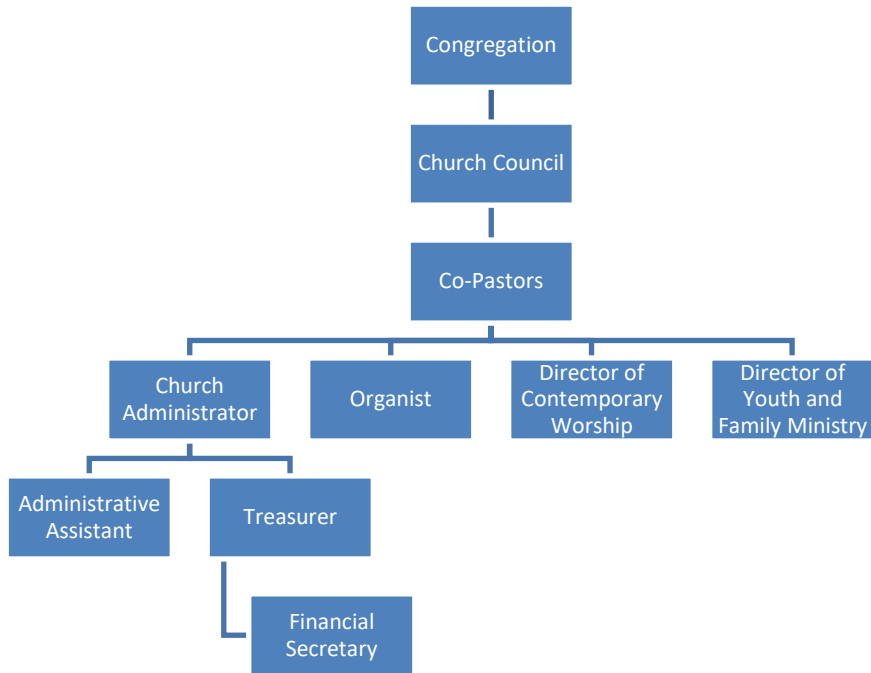 Congregation
Church Council
Co-Pastors
Church
Administrator
Organist
Director of
Contemporary
Worship
Director of
Youth and
Family Ministry
Administrative
Assistant
Treasurer
Financial
Secretary